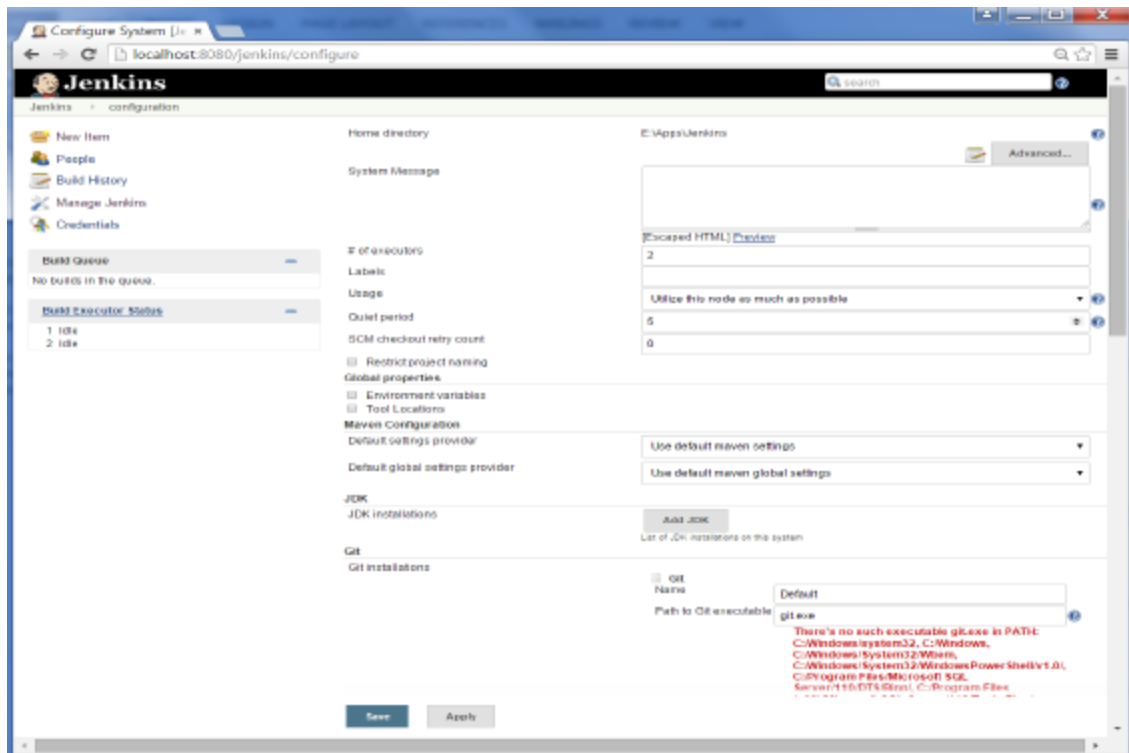 Configure System [Je
localhost:8080/jenkins/configure
Jenkins
search
Jenkins
configuration
New Item
People
Build History
Manage Jenkins
Credentials
Build Queue
No builds in the queue.
Build Executor Status
1 Idle
2 Idle
Home directory
E:\Apps\Jenkins
Advanced...
System Message
[Escaped HTML] Preview
# of executors
2
Labels
Usage
Utilize this node as much as possible
Quiet period
5
SCM checkout retry count
0
Restrict project naming
Global properties
Environment variables
Tool Locations
Maven Configuration
Default settings provider
Use default maven settings
Default global settings provider
Use default maven global settings
JDK
JDK installations
Add JDK
List of JDK installations on this system
Git
Git installations
Git
Name
Default
Path to Git executable
git.exe
There's no such executable git.exe in PATH:
C:/Windows/system32, C:/Windows,
C:/Windows/System32/Wbem,
C:/Windows/System32/WindowsPowerShell/v1.0/,
C:/Program Files/Microsoft SQL
Server/110/DTS/Binn/, C:/Program Files
Save
Apply